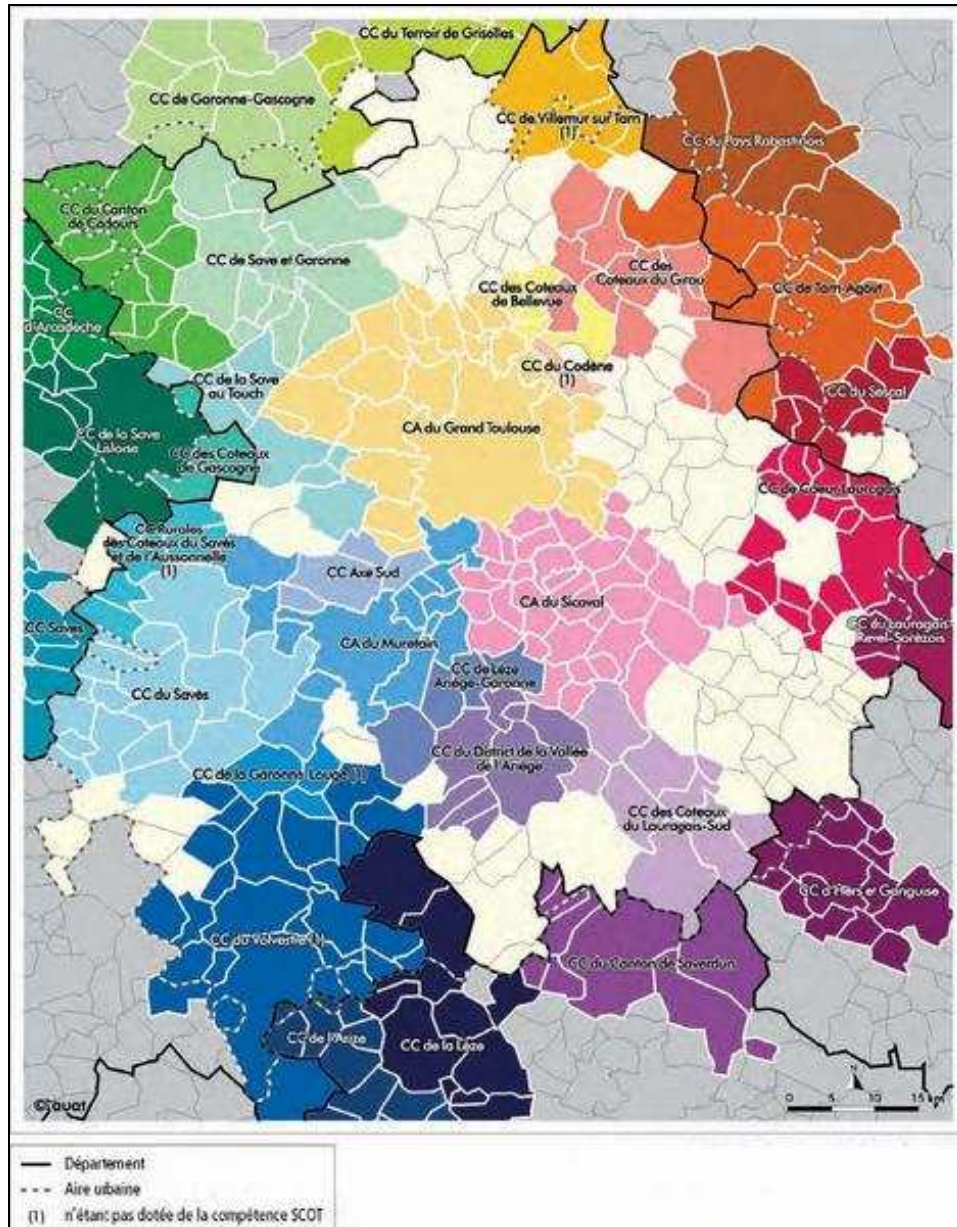 CC du Terroir de Grisolles
CC de Garonne-Gascogne
CC de Villemur sur Tarn
(1)
CC du Pays Rabastinois
CC du Canton
de Cadours
CC de Save et Garonne
CC des
Coteaux du Girou
CC des Coteaux
de Bellevue
CC de Tarn-Agout
CC
d'Arcadèche
CC du Codène
(1)
CC de la Save
au Touch
CC du Sescal
CA du Grand Toulouse
CC de la Save
Lisloise
CC des Coteaux
de Gascogne
CC de Coeur Lauragais
CC Rurales
des Coteaux du Savès
et de l'Aussonnelle
(1)
CC Axe Sud
CA du Sicoval
CC Savès
CA du Muretain
CC du Lauragais
Revel-Sorezois
CC de Lèze
Ariège-Garonne
CC du Savès
CC du District de la Vallée
de l'Ariège
CC de la Garonne-Louge (1)
CC des Coteaux
du Lauragais-Sud
CC d'Hers et Ganguise
CC du Volvestre (1)
CC du Canton de Saverdun
CC de l'Arize
CC de la Lèze
N
©auat
0 5 10 15 km
Département
Aire urbaine
(1) n'étant pas dotée de la compétence SCOT